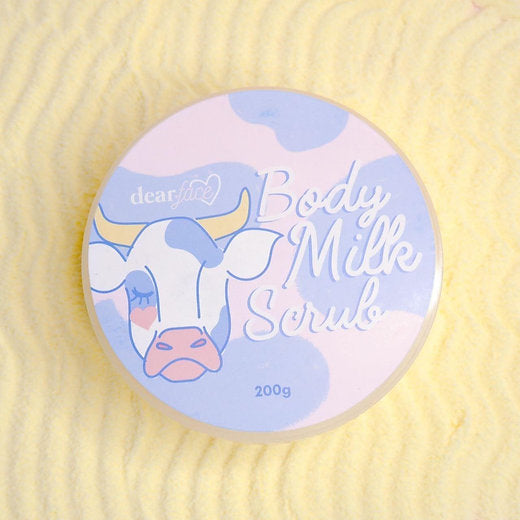 dearface
Body
Milk
Scrub
200g